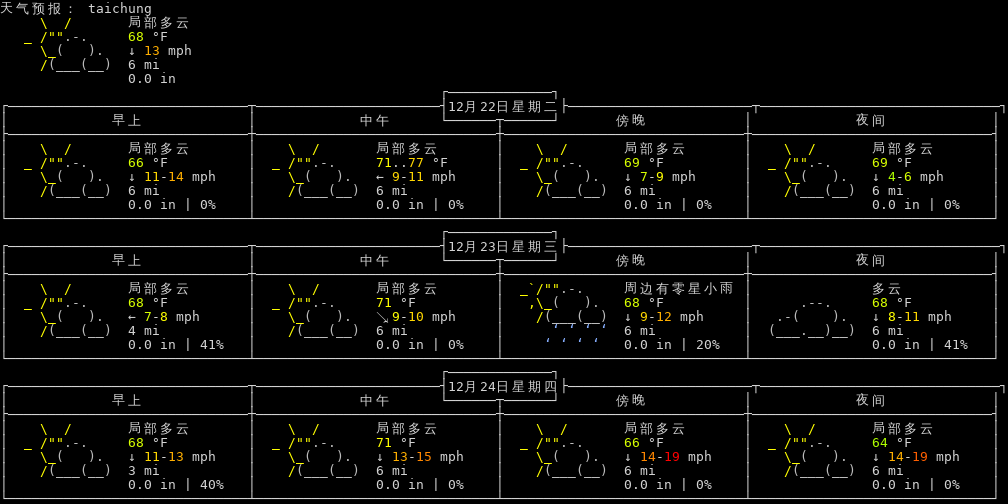 天气预报： taichung
局部多云
68 °F
↓ 13 mph
6 mi
0.0 in
12月22日星期二
早上 中午 傍晚 夜间
局部多云 局部多云 局部多云 局部多云
66 °F 71..77 °F 69 °F 69 °F
↓ 11-14 mph ← 9-11 mph ↓ 7-9 mph ↓ 4-6 mph
6 mi 6 mi 6 mi 6 mi
0.0 in | 0% 0.0 in | 0% 0.0 in | 0% 0.0 in | 0%
12月23日星期三
早上 中午 傍晚 夜间
局部多云 局部多云 周边有零星小雨 多云
68 °F 71 °F 68 °F 68 °F
← 7-8 mph ↘ 9-10 mph ↓ 9-12 mph ↓ 8-11 mph
4 mi 6 mi 6 mi 6 mi
0.0 in | 41% 0.0 in | 0% 0.0 in | 20% 0.0 in | 41%
12月24日星期四
早上 中午 傍晚 夜间
局部多云 局部多云 局部多云 局部多云
68 °F 71 °F 66 °F 64 °F
↓ 11-13 mph ↓ 13-15 mph ↓ 14-19 mph ↓ 14-19 mph
3 mi 6 mi 6 mi 6 mi
0.0 in | 40% 0.0 in | 0% 0.0 in | 0% 0.0 in | 0%